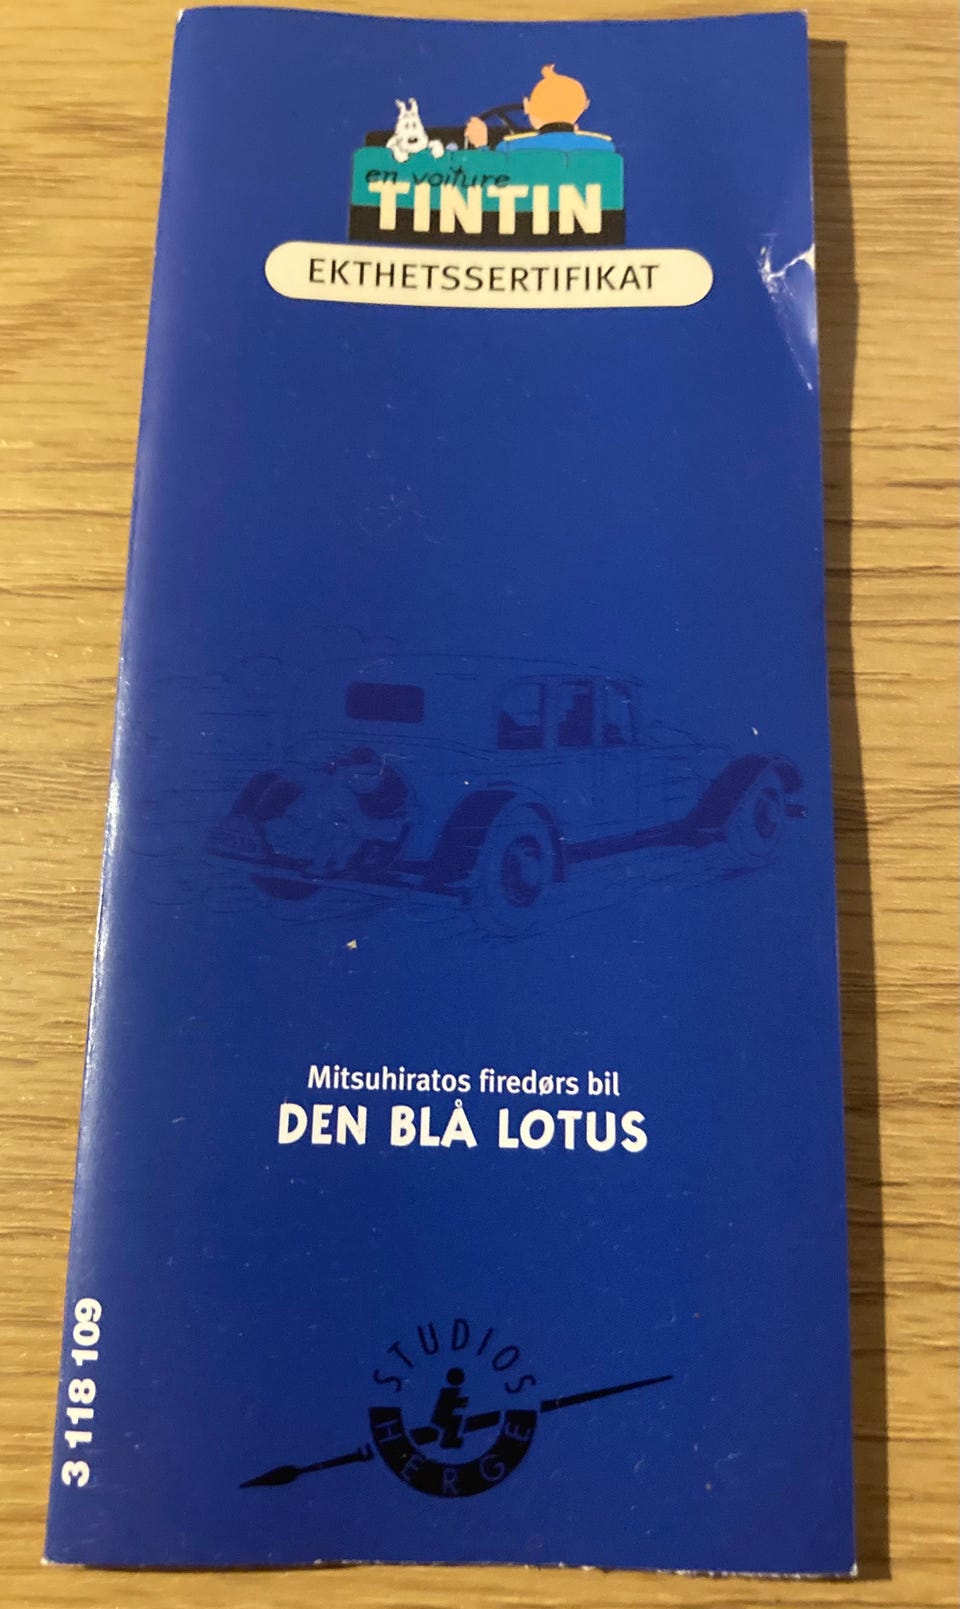 en voiture
TINTIN
EKTHETSSERTIFIKAT
Mitsuhiratos firedørs bil
DEN BLÅ LOTUS
3 118 109
STUDIOS
HERGE